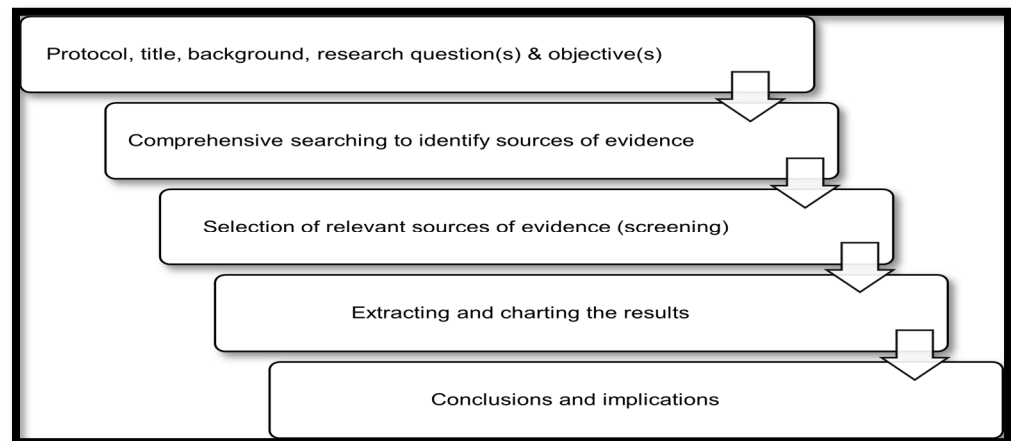 Protocol, title, background, research question(s) & objective(s)
Comprehensive searching to identify sources of evidence
Selection of relevant sources of evidence (screening)
Extracting and charting the results
Conclusions and implications